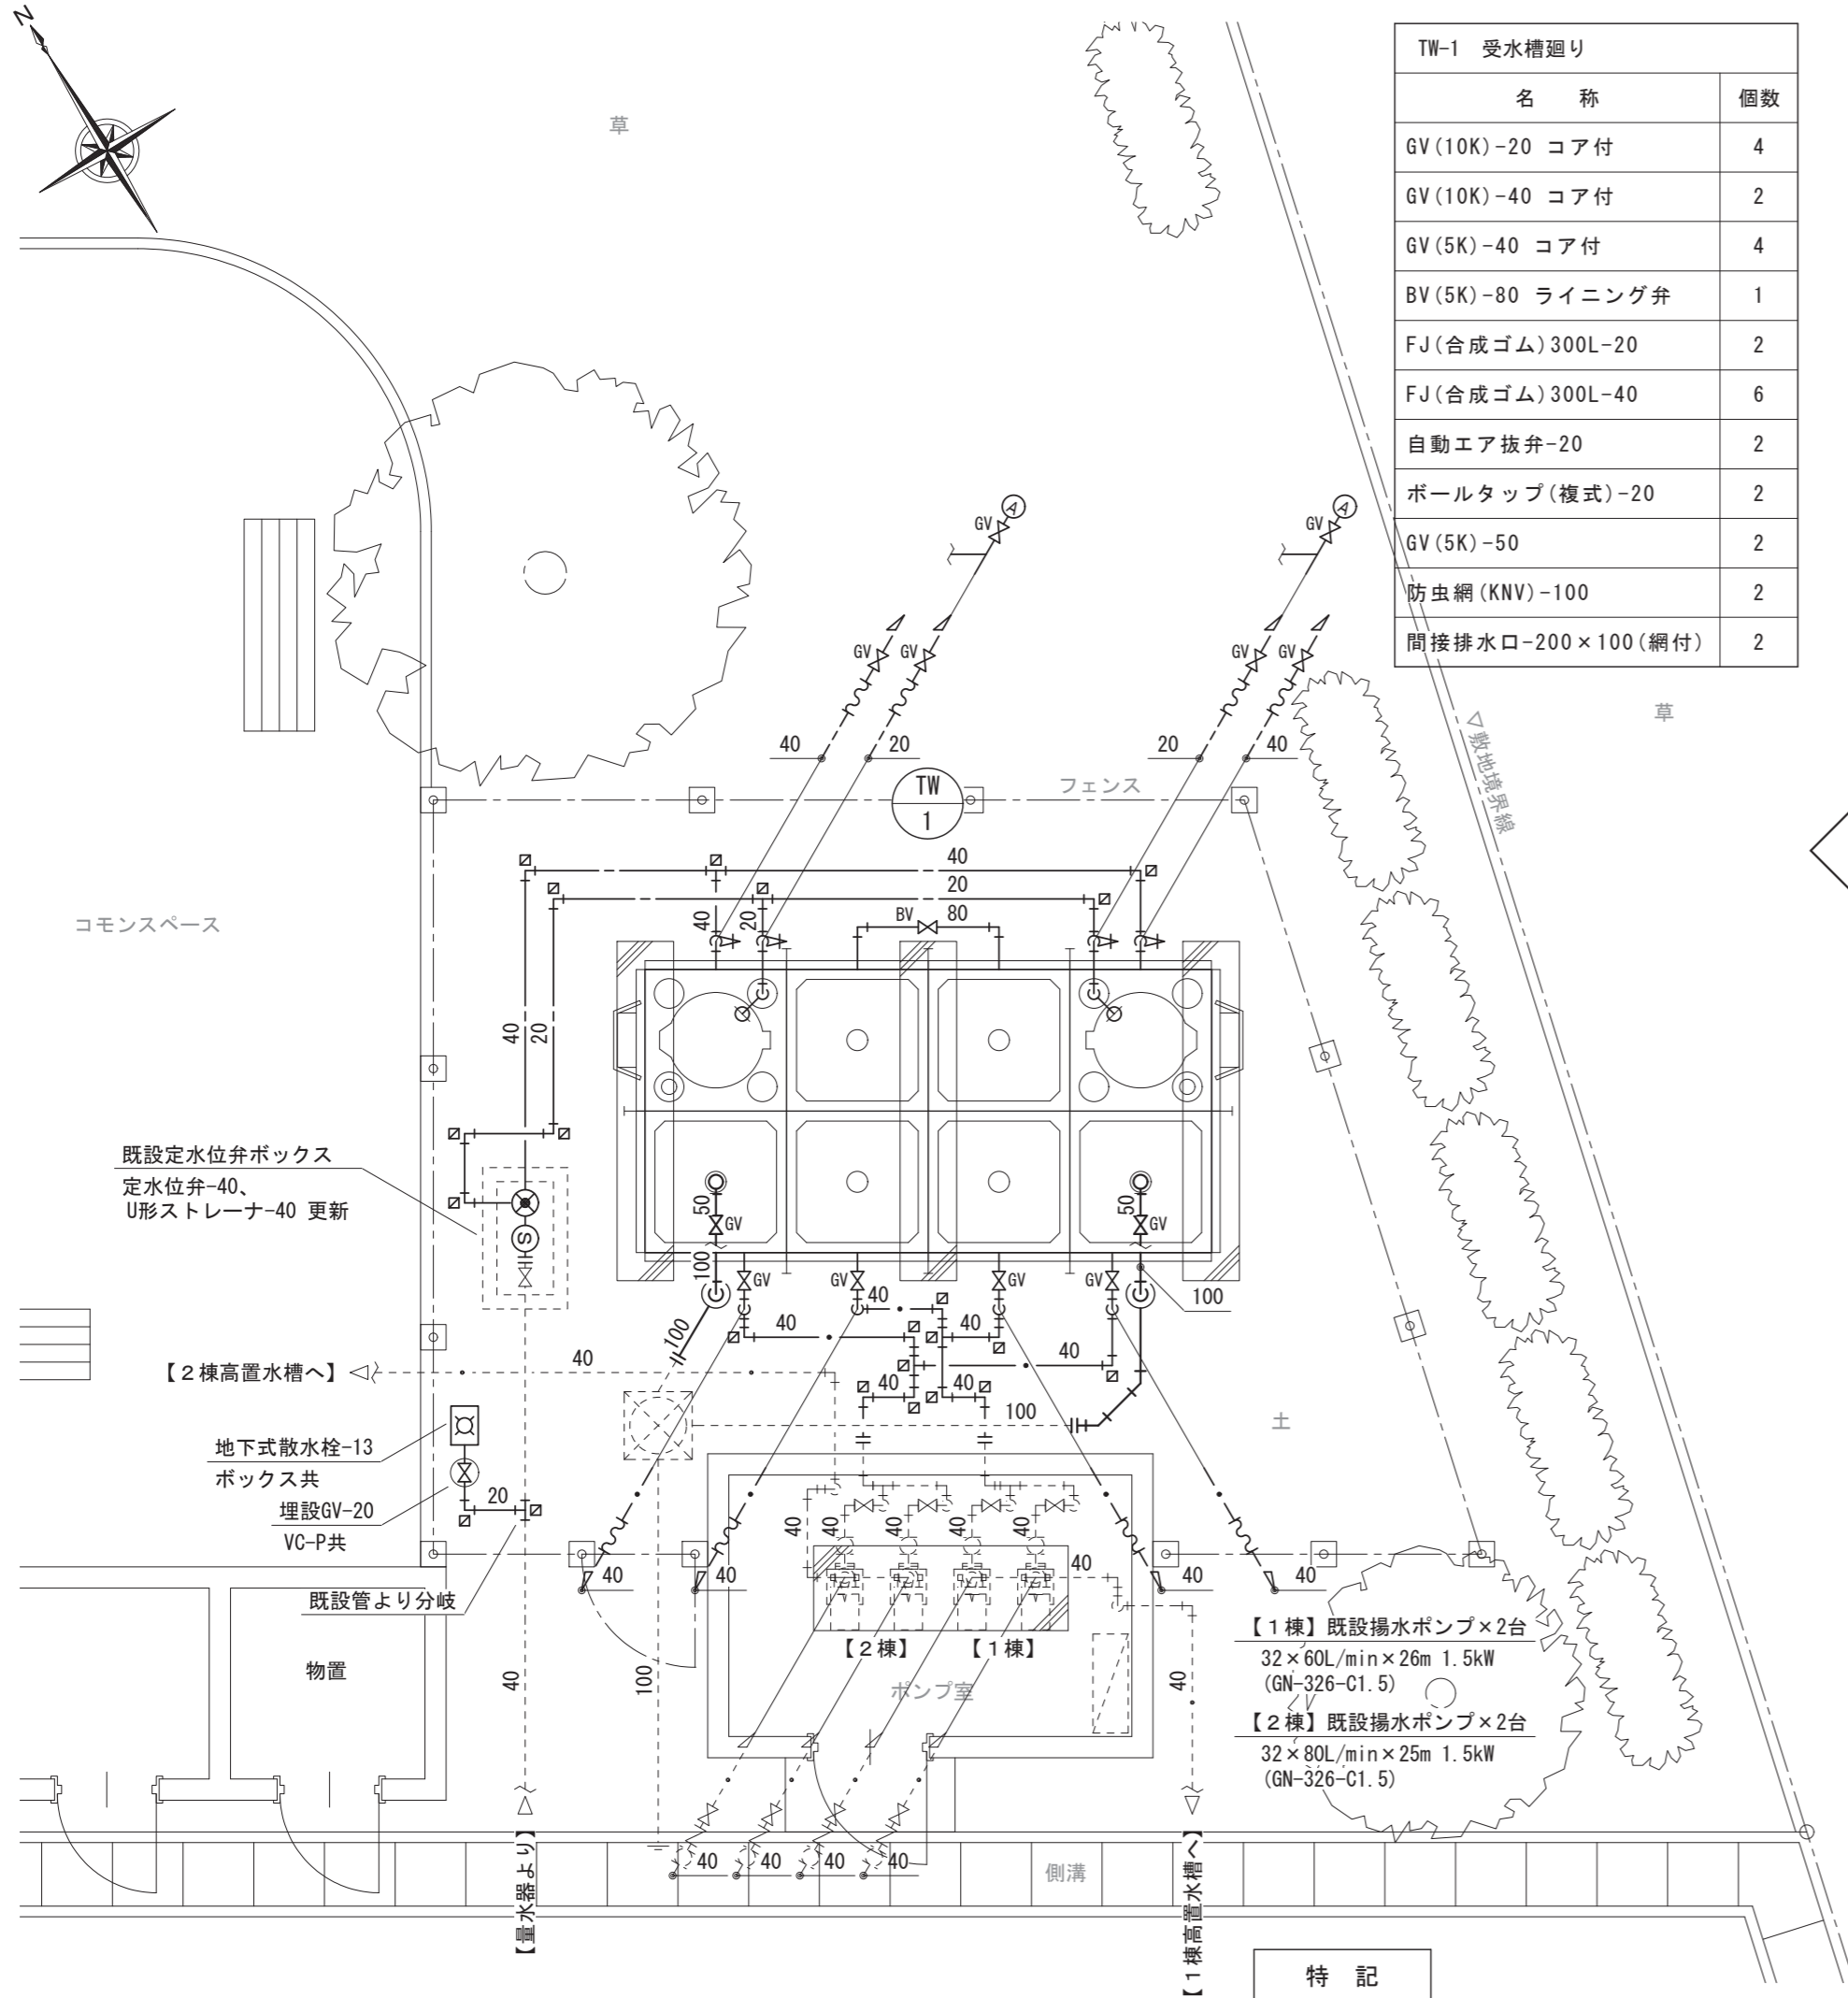 N
TW-1 受水槽廻り
名 称 個数
GV(10K)-20 コア付 4
GV(10K)-40 コア付 2
GV(5K)-40 コア付 4
BV(5K)-80 ライニング弁 1
FJ(合成ゴム)300L-20 2
FJ(合成ゴム)300L-40 6
自動エア抜弁-20 2
ボールタップ(複式)-20 2
GV(5K)-50 2
防虫網(KNV)-100 2
間接排水口-200×100(網付) 2
草
草
A
A
GV
GV
GV
GV
GV
GV
40
20
20
40
▽敷地境界線
フェンス
TW
1
40
20
40
20
BV
80
コモンスペース
40
20
既設定水位弁ボックス
定水位弁-40、
U形ストレーナ-40 更新
S
50
GV
50
GV
100
GV
GV
GV
GV
100
40
40
40
40
100
40
40
40
100
【2棟高置水槽へ】
40
土
地下式散水栓-13
ボックス共
埋設GV-20
VC-P共
20
既設管より分岐
40
40
40
40
40
40
40
40
40
40
【2棟】
【1棟】
ポンプ室
物置
40
100
40
【1棟】既設揚水ポンプ×2台
32×60L/min×26m 1.5kW
(GN-326-C1.5)
【2棟】既設揚水ポンプ×2台
32×80L/min×25m 1.5kW
(GN-326-C1.5)
40
40
40
40
側溝
【量水器より】
【1棟高置水槽へ】
特 記